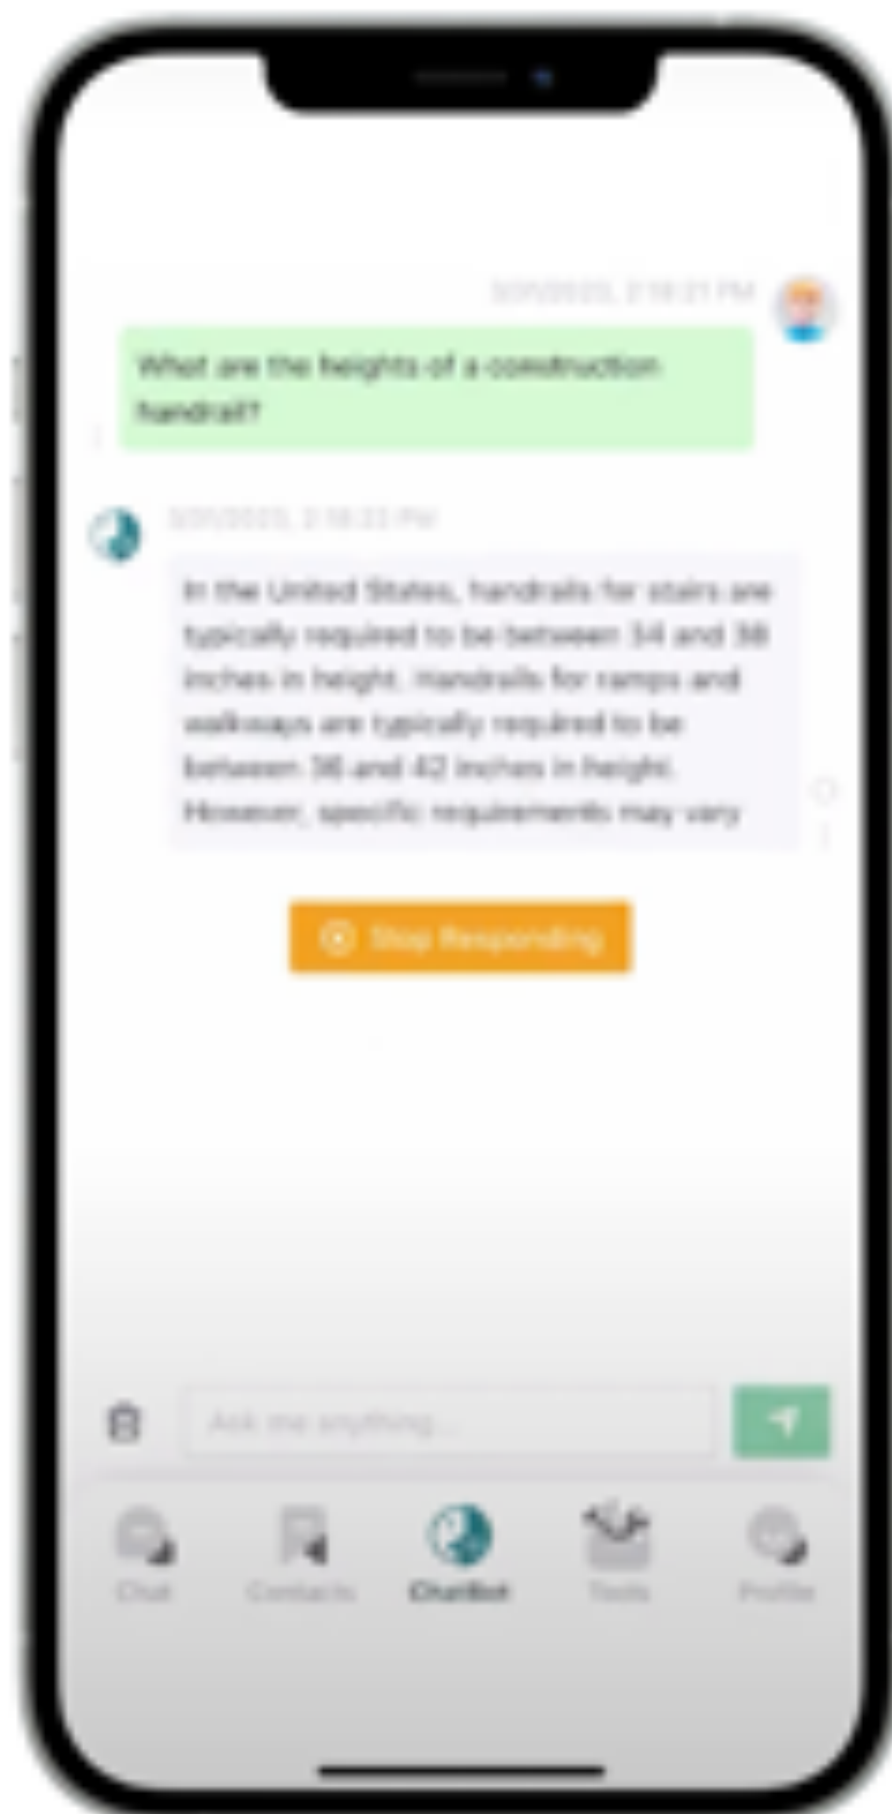 What are the heights of a construction
handrail?
In the United States, handrails for stairs are
typically required to be between 34 and 38
inches in height. Handrails for ramps and
walkways are typically required to be
between 36 and 42 inches in height.
However, specific requirements may vary
Stop Responding
Ask me anything...
Chat
Contacts
ChatBot
Tools
Profile